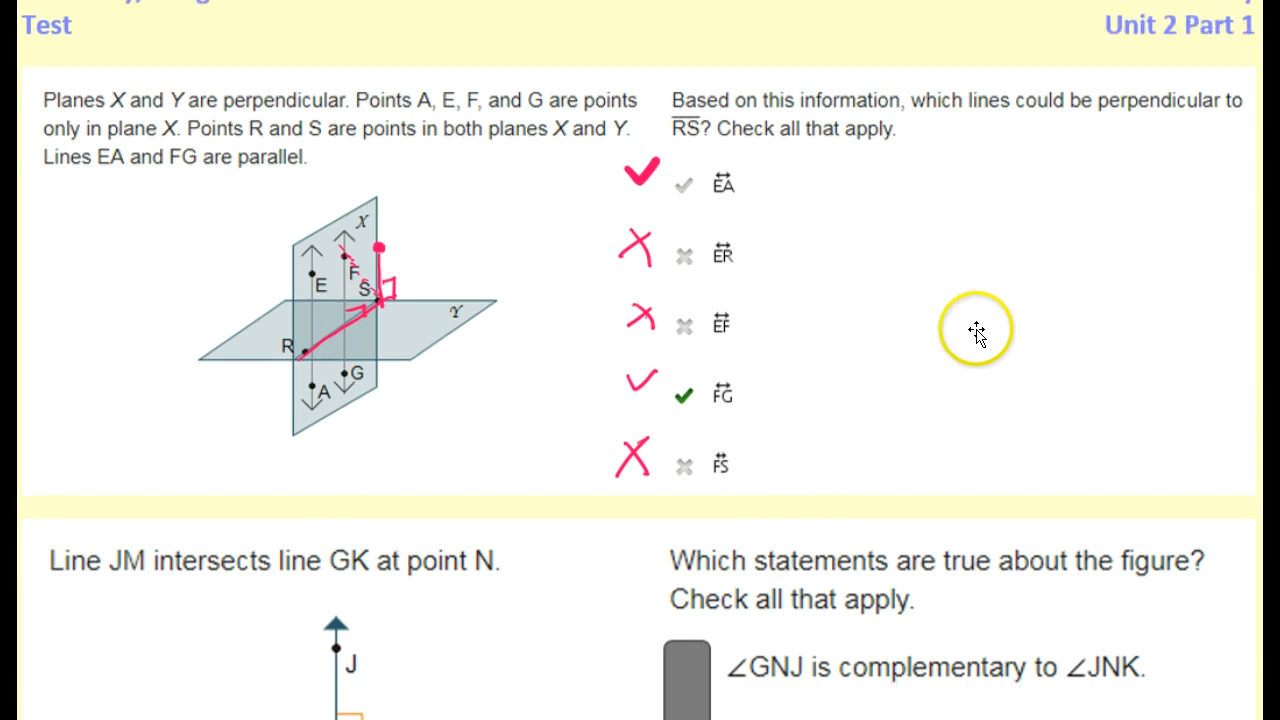 Test
Unit 2 Part 1
Planes X and Y are perpendicular. Points A, E, F, and G are points
only in plane X. Points R and S are points in both planes X and Y.
Lines EA and FG are parallel.
X
E
F
S
Y
R
A
G
Based on this information, which lines could be perpendicular to
RS? Check all that apply.
EA
ER
EF
FG
FS
Line JM intersects line GK at point N.
J
Which statements are true about the figure?
Check all that apply.
∠GNJ is complementary to ∠JNK.